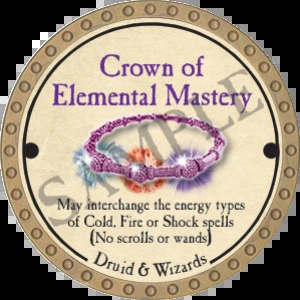 Crown of
Elemental Mastery
SAMPLE
May interchange the energy types
of Cold, Fire or Shock spells
(No scrolls or wands)
Druid & Wizards